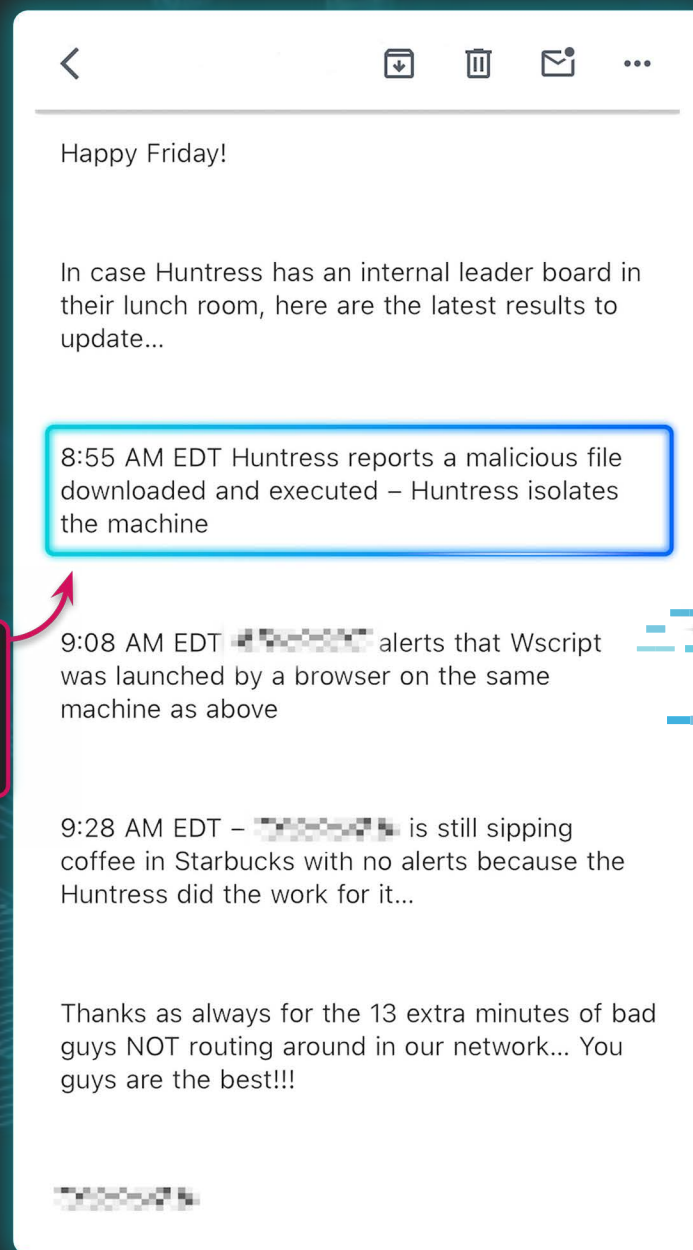 Happy Friday!
In case Huntress has an internal leader board in
their lunch room, here are the latest results to
update...
8:55 AM EDT Huntress reports a malicious file
downloaded and executed – Huntress isolates
the machine
9:08 AM EDT alerts that Wscript
was launched by a browser on the same
machine as above
9:28 AM EDT – is still sipping
coffee in Starbucks with no alerts because the
Huntress did the work for it...
Thanks as always for the 13 extra minutes of bad
guys NOT routing around in our network... You
guys are the best!!!